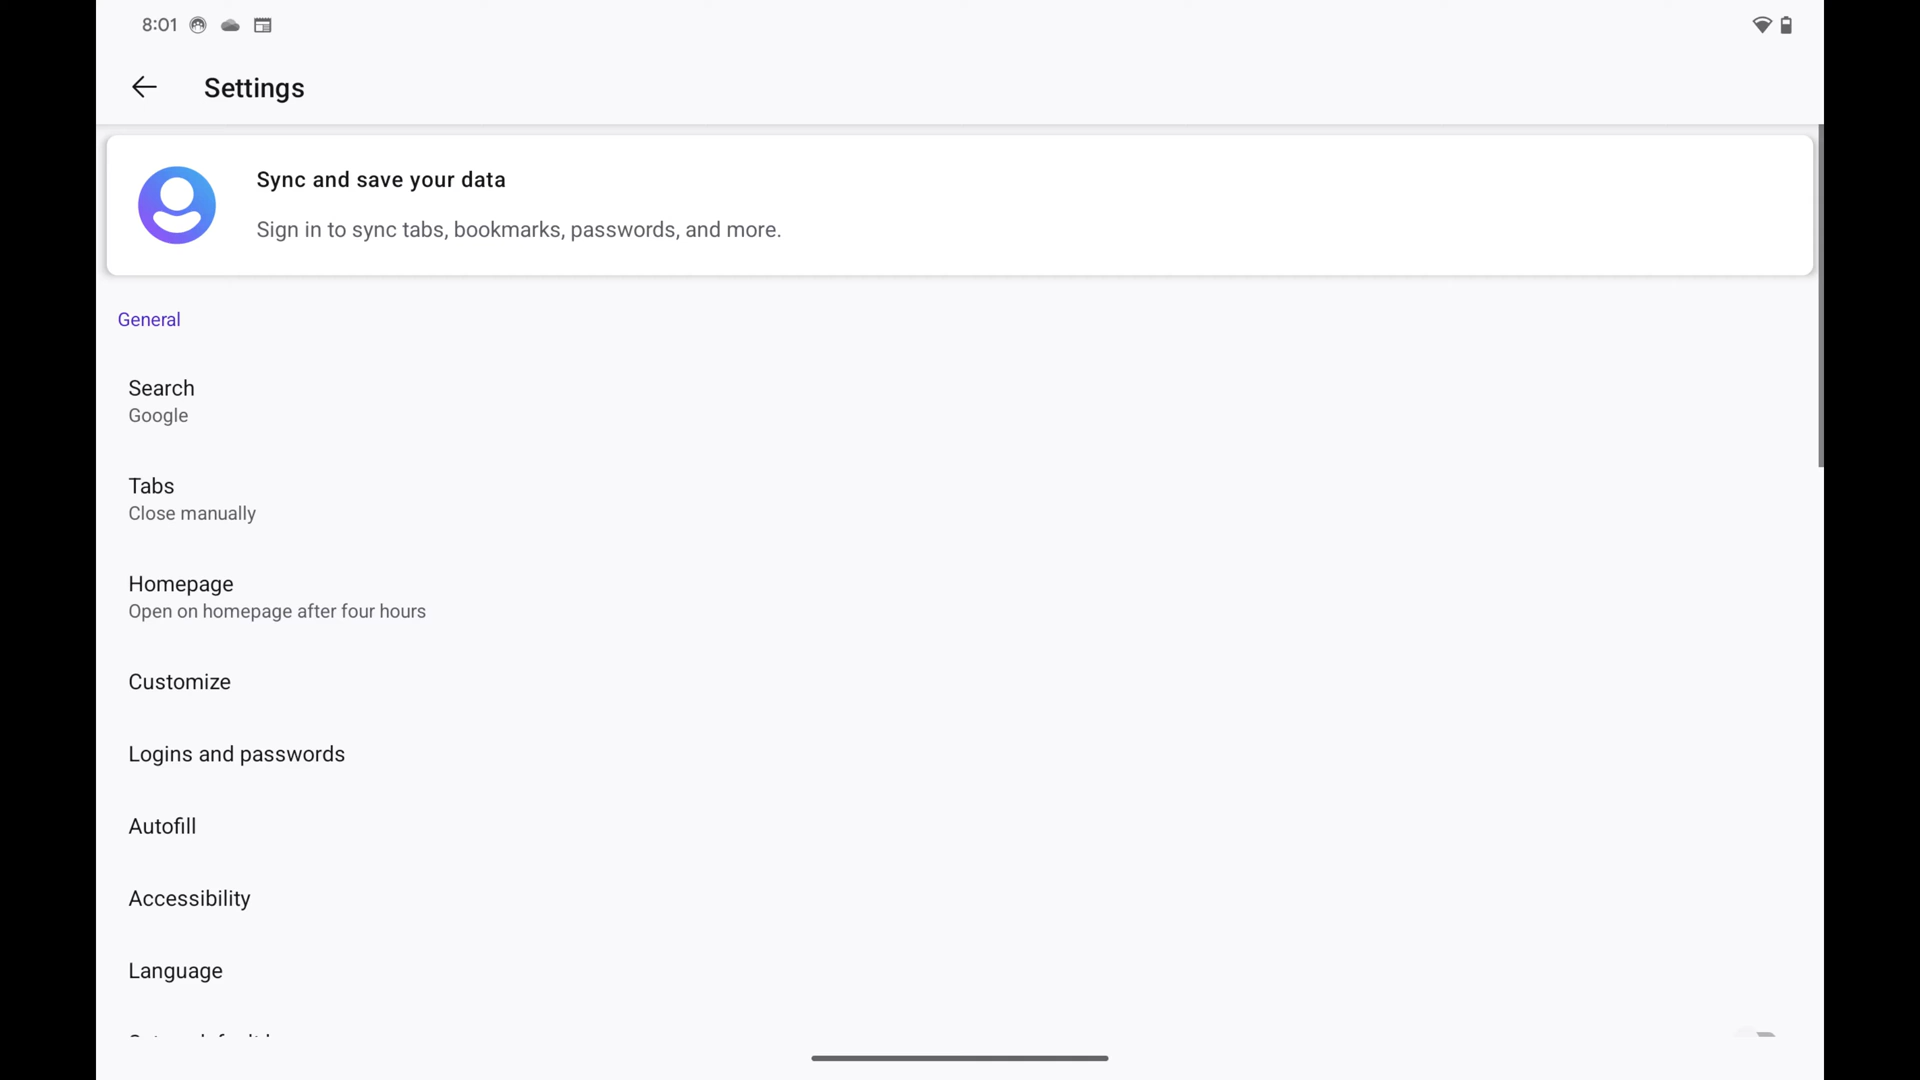 8:01
Settings
Sync and save your data
Sign in to sync tabs, bookmarks, passwords, and more.
General
Search
Google
Tabs
Close manually
Homepage
Open on homepage after four hours
Customize
Logins and passwords
Autofill
Accessibility
Language